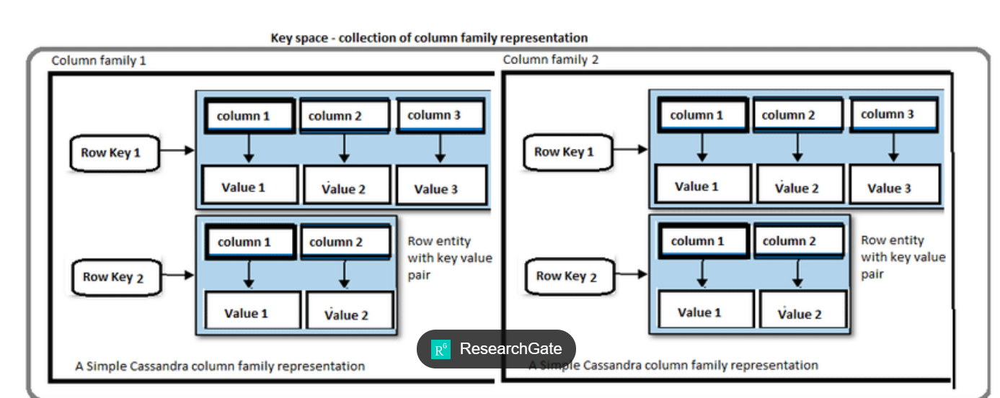 Key space - collection of column family representation
Column family 1
column 1 column 2 column 3
Row Key 1
Value 1 Value 2 Value 3
column 1 column 2
Row entity
with key value
pair
Row Key 2
Value 1 Value 2
A Simple Cassandra column family representation
Column family 2
column 1 column 2 column 3
Row Key 1
Value 1 Value 2 Value 3
column 1 column 2
Row entity
with key value
pair
Row Key 2
Value 1 Value 2
A Simple Cassandra column family representation
RG ResearchGate